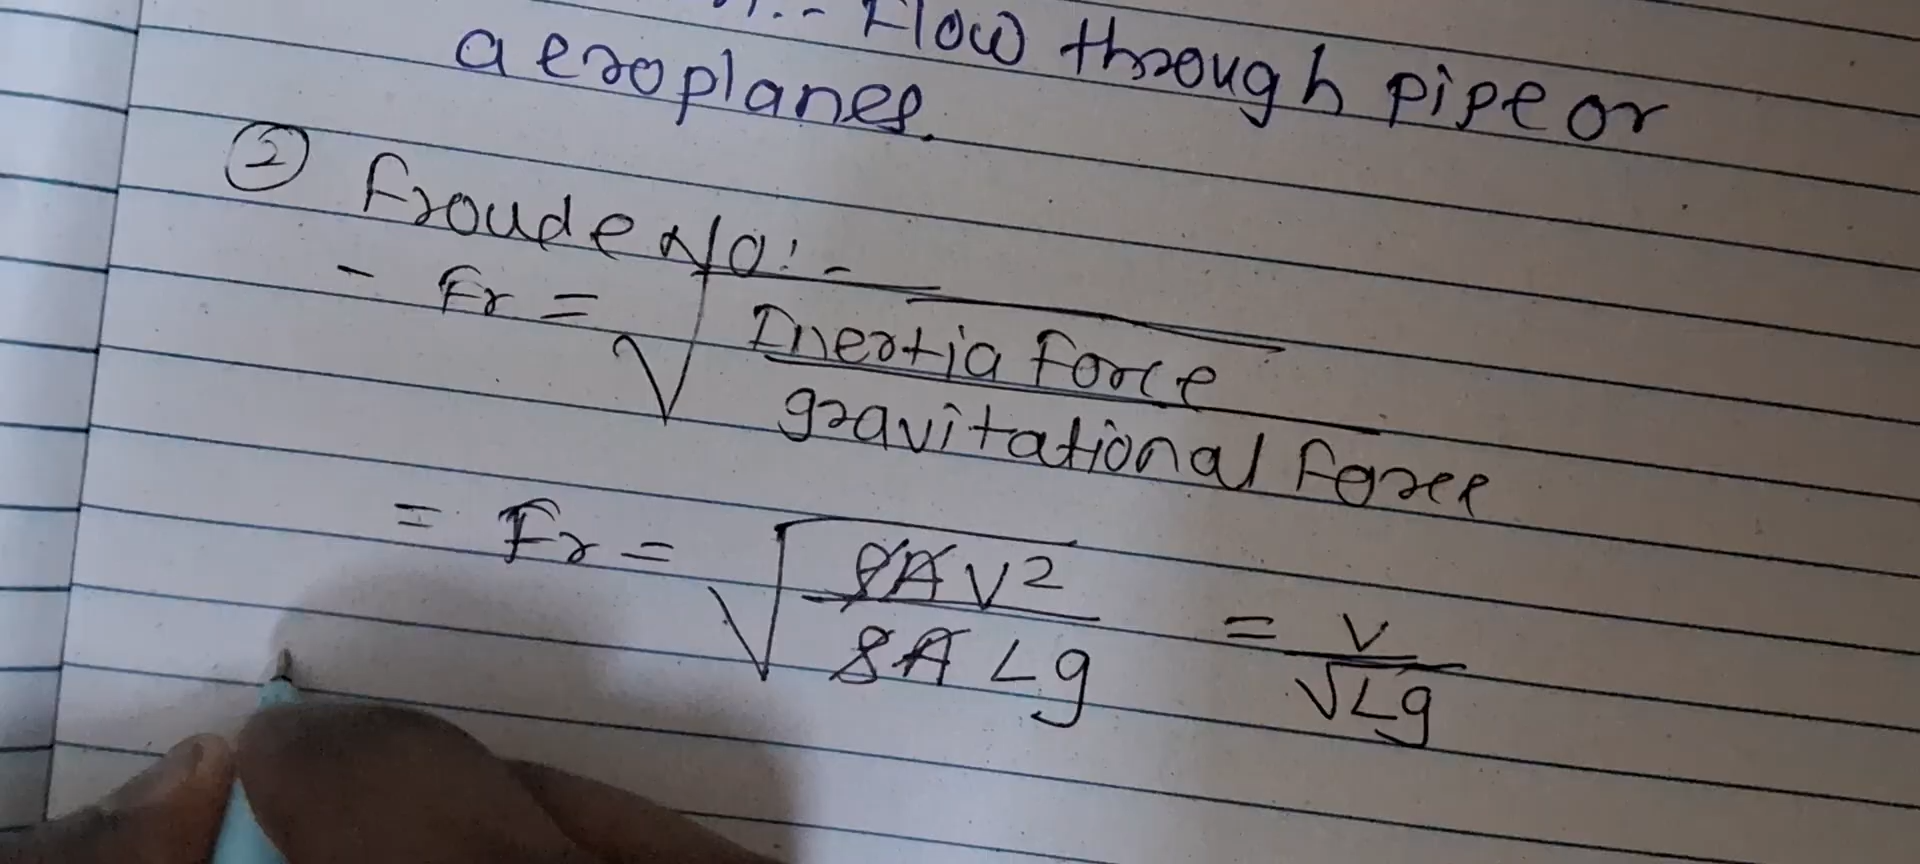 :- Flow through pipe or
aeroplanes.
② Froude No:-
- Fr = √ Inertia Force / gravitational Force
= Fr = √ ρAV² / ρALg = V / √Lg